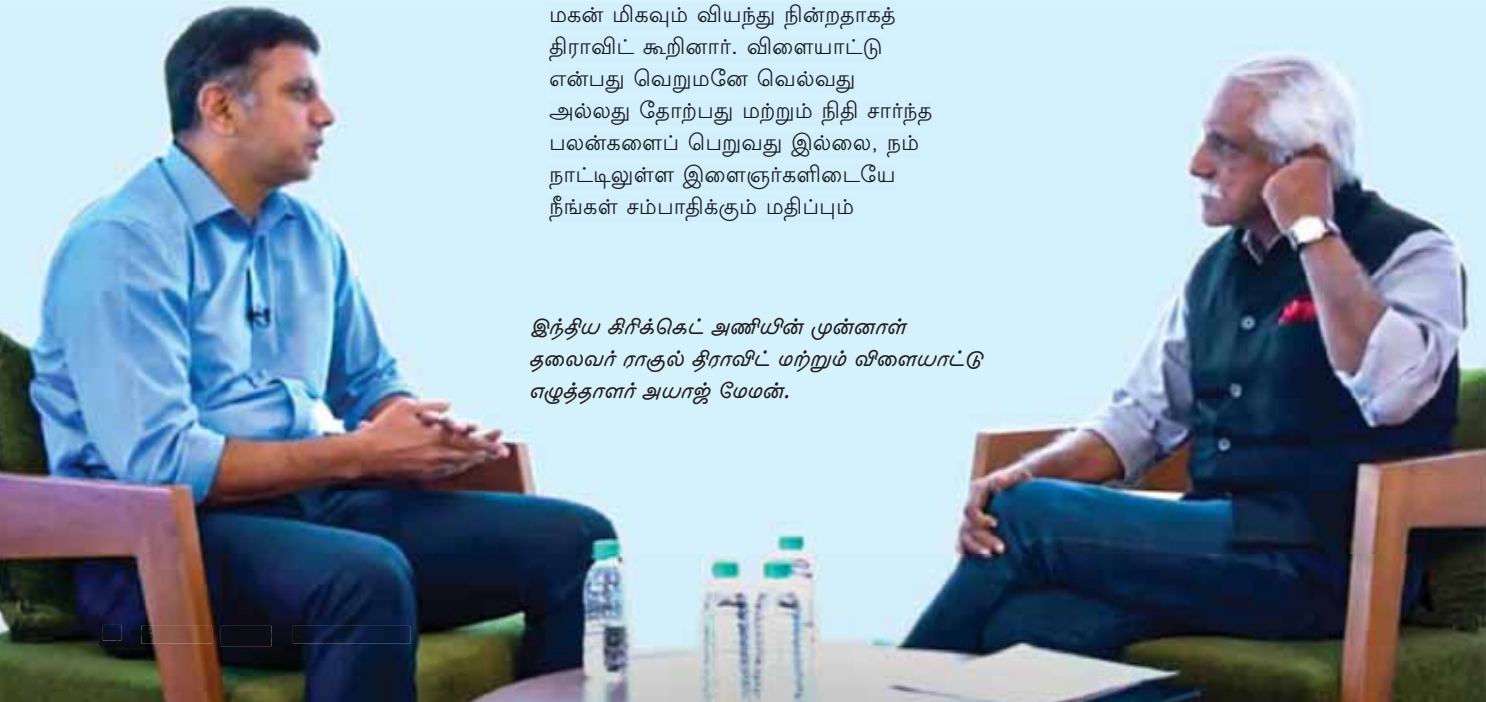 மகன் மிகவும் வியந்து நின்றதாகத்
திராவிட் கூறினார். விளையாட்டு
என்பது வெறுமனே வெல்வது
அல்லது தோற்பது மற்றும் நிதி சார்ந்த
பலன்களைப் பெறுவது இல்லை, நம்
நாட்டிலுள்ள இளைஞர்களிடையே
நீங்கள் சம்பாதிக்கும் மதிப்பும்
இந்திய கிரிக்கெட் அணியின் முன்னாள்
தலைவர் ராகுல் திராவிட் மற்றும் விளையாட்டு
எழுத்தாளர் அயாஜ் மேமன்.